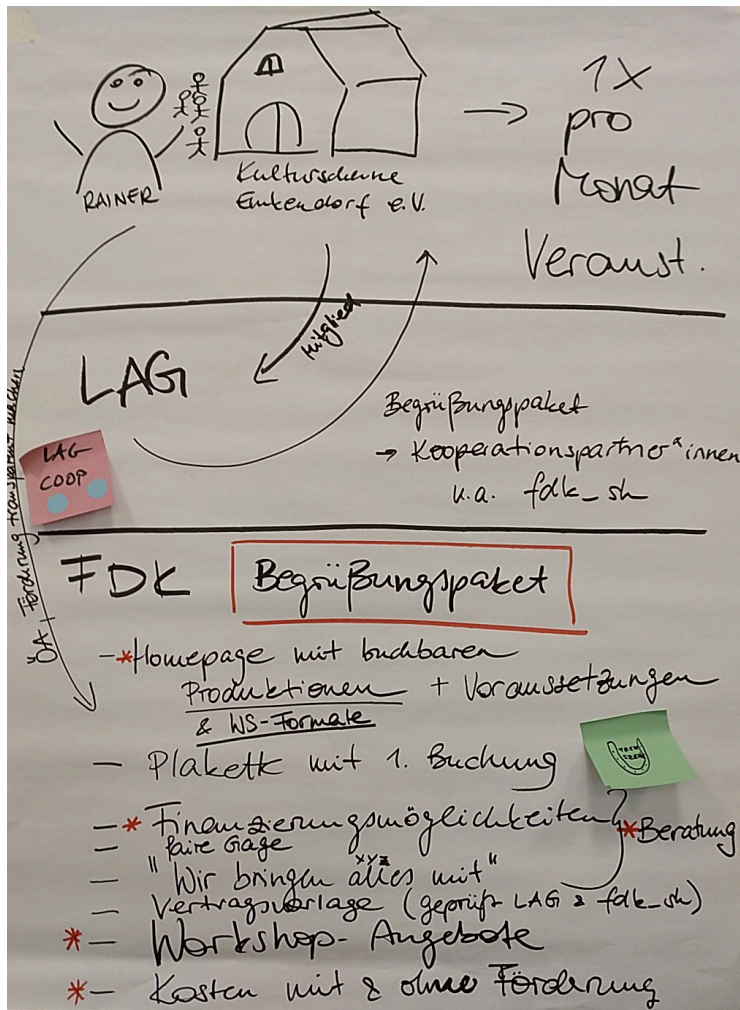 RAINER
Kulturscheune
Emkendorf e.V.
1X
pro
Monat
Veranst.
LAG
Mitglied
Begrüßungspaket
→ Kooperationspartner*innen
u.a. fdk_sh
LAG
COOP
ÖA, Förderung transparent machen
FDK
Begrüßungspaket
-*Homepage mit buchbaren
Produktionen + Voraussetzungen
& WS-Formate
— Plakette mit 1. Buchung
— * Finanzierungsmöglichkeiten
*Beratung
— faire Gage
xyz
— "Wir bringen alles mit"
— Vertragsvorlage (geprüft LAG & fdk_sh)
*— Workshop-Angebote
*— Kosten mit & ohne Förderung